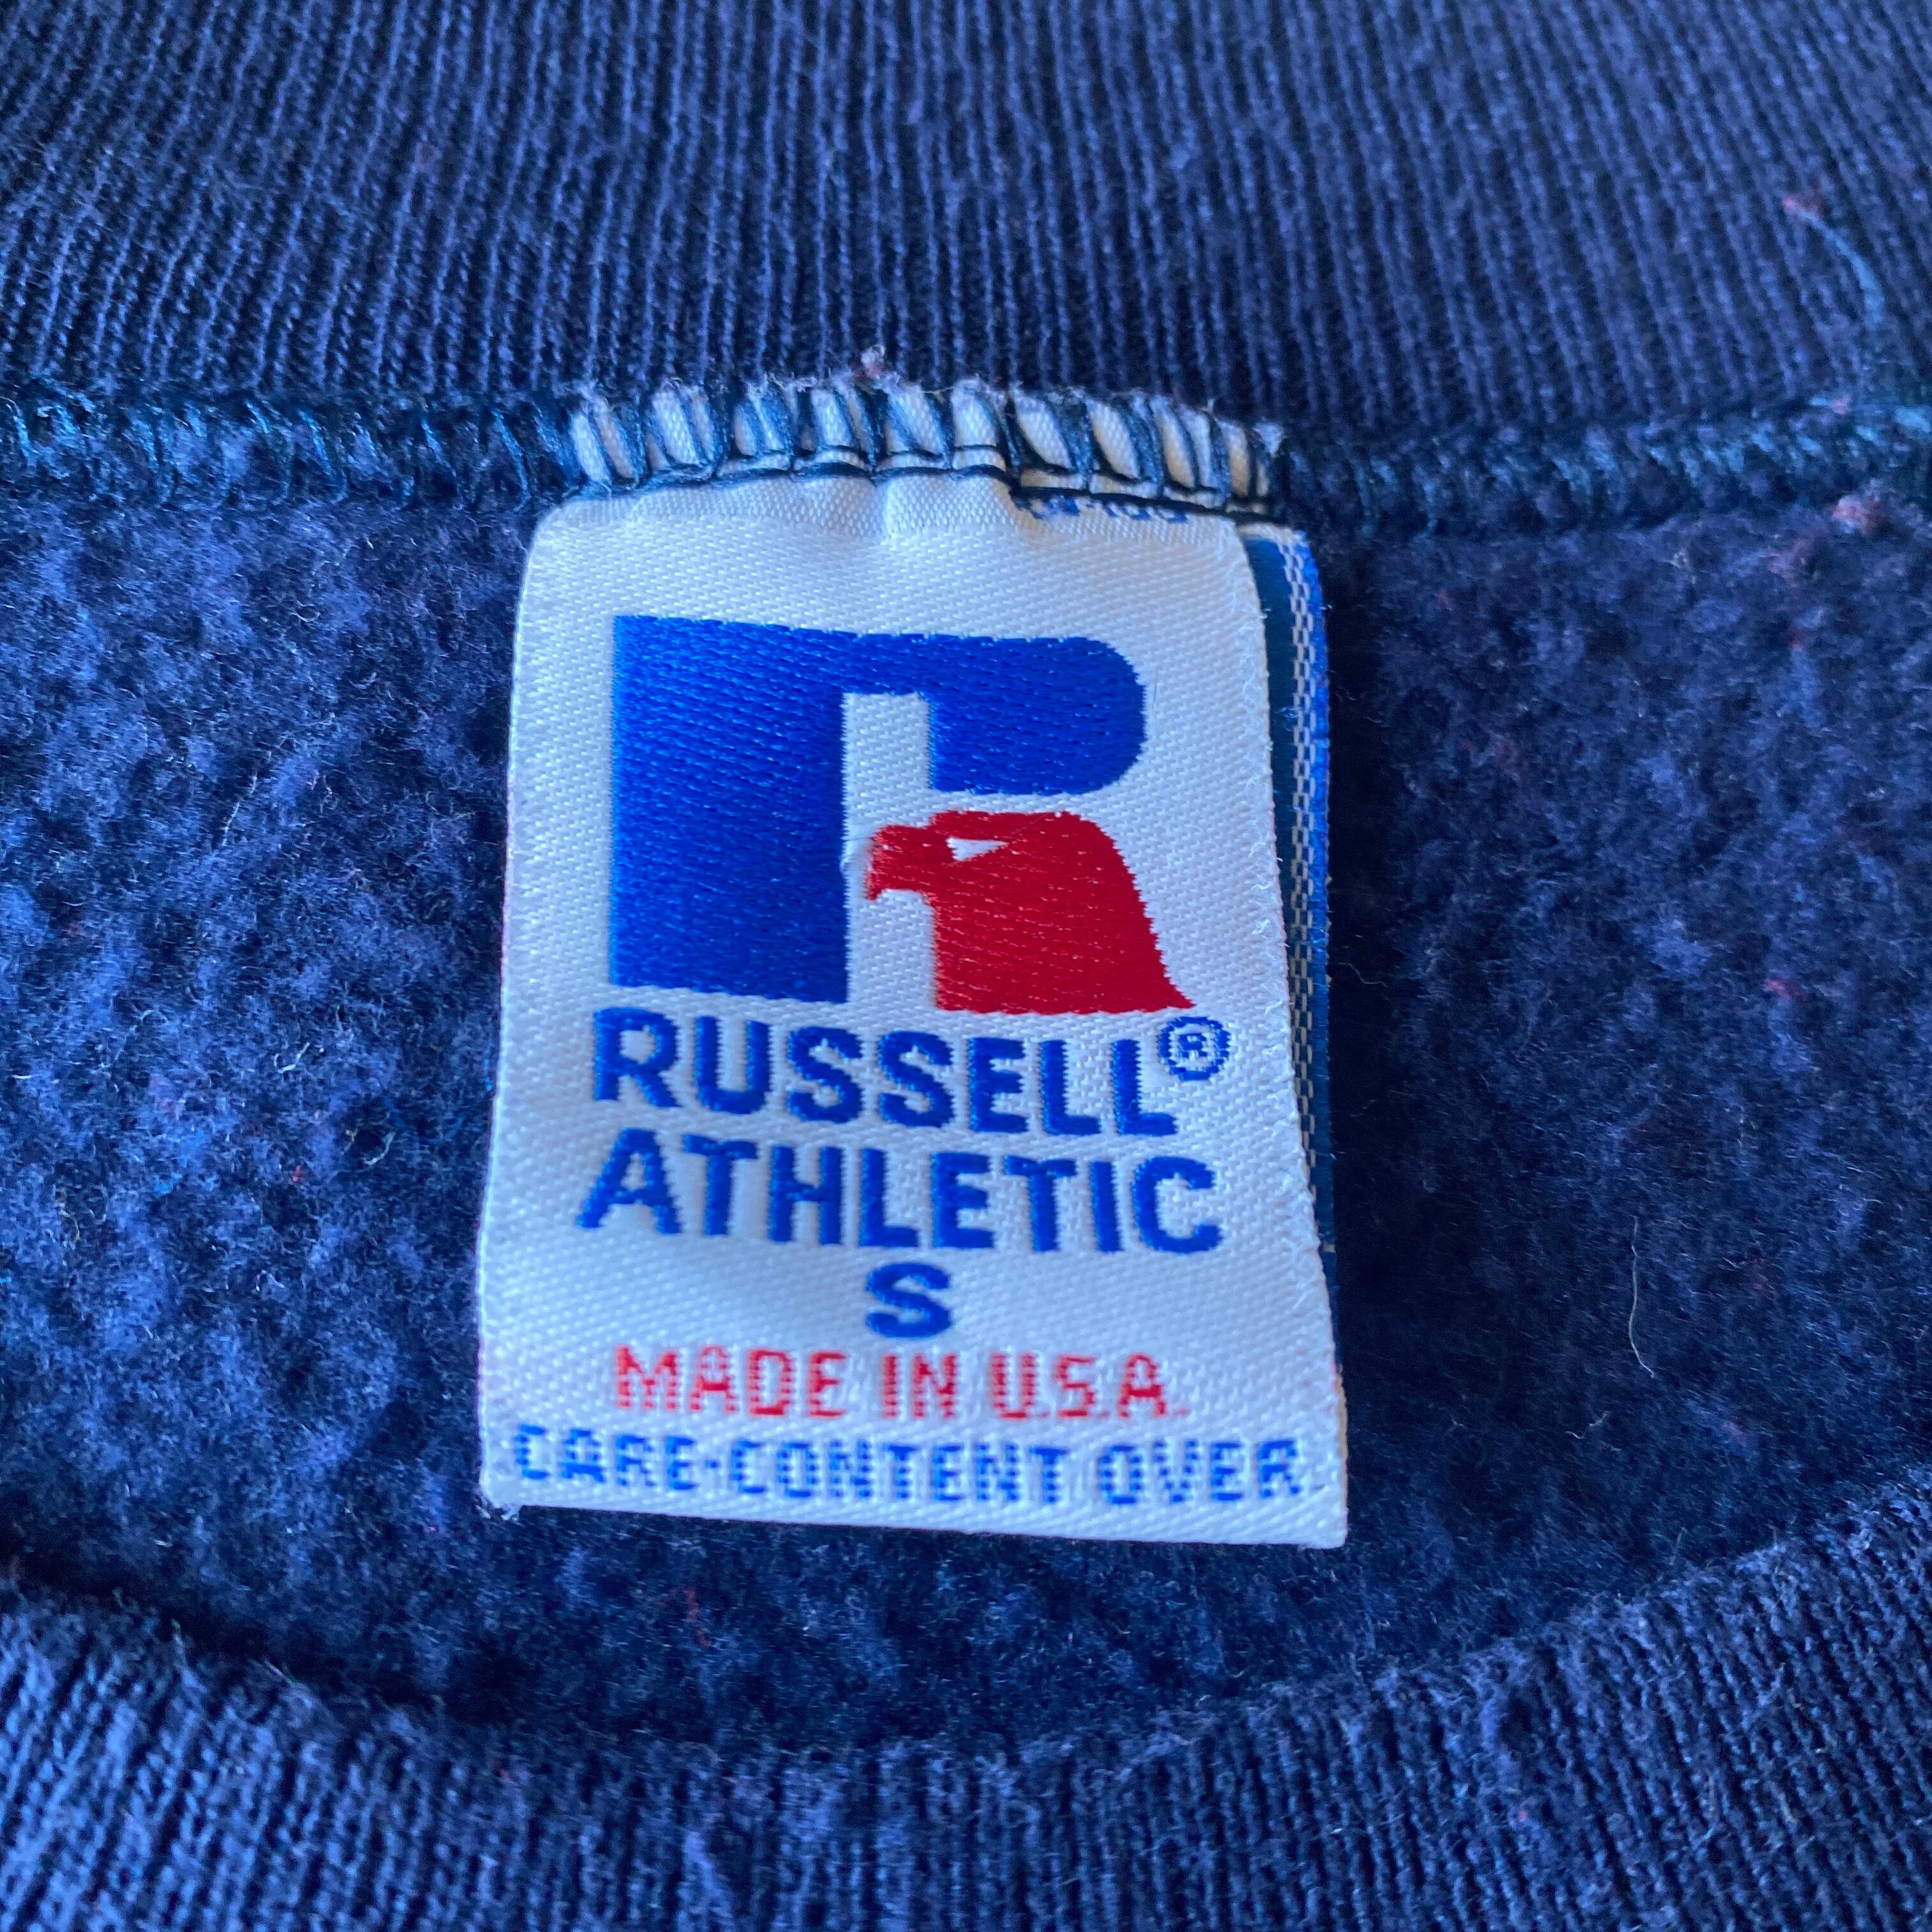 RUSSELL®
ATHLETIC
S
MADE IN U.S.A.
CARE-CONTENT OVER